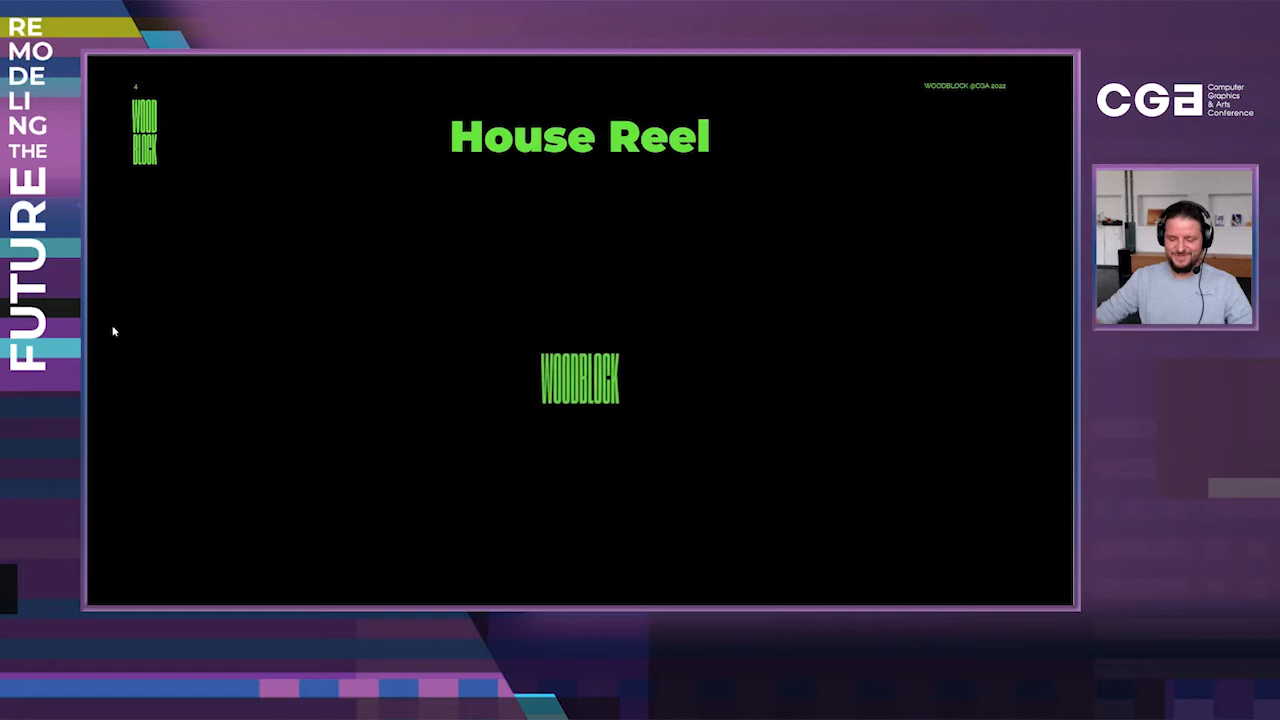 RE
MO
DE
LI
NG
THE
FUTURE
4
WOODBLOCK @CGA 2022
WOOD
BLOCK
House Reel
WOODBLOCK
CGA
Computer
Graphics
& Arts
Conference